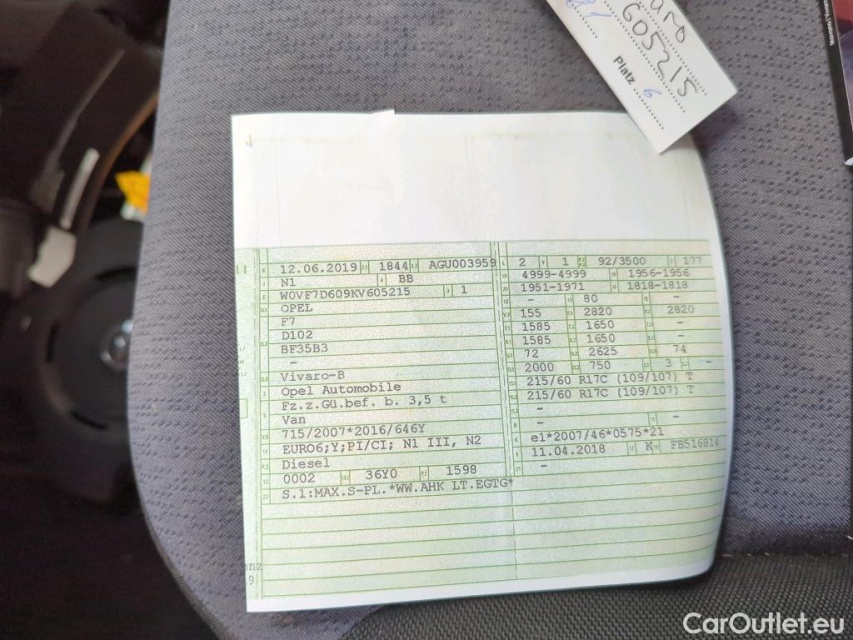 uro
605215
Platz 6
12.06.2019 1844 AGU003959
N1 BB
W0VF7D609KV605215 1
OPEL
F7
D102
BF35B3
–
Vivaro-B
Opel Automobile
Fz.z.Gü.bef. b. 3,5 t
Van
715/2007*2016/646Y
EURO6;Y;PI/CI; N1 III, N2
Diesel
0002 36Y0 1598
S.1:MAX.S-PL.*WW.AHK LT.EGTG*
2 1 92/3500 177
4999-4999 1956-1956
1951-1971 1818-1818
– 80 –
155 2820 2820
1585 1650 –
1585 1650 –
72 2625 74
2000 750 3 –
215/60 R17C (109/107) T
215/60 R17C (109/107) T
–
– –
e1*2007/46*0575*21
11.04.2018 K FB516814
–
CarOutlet.eu